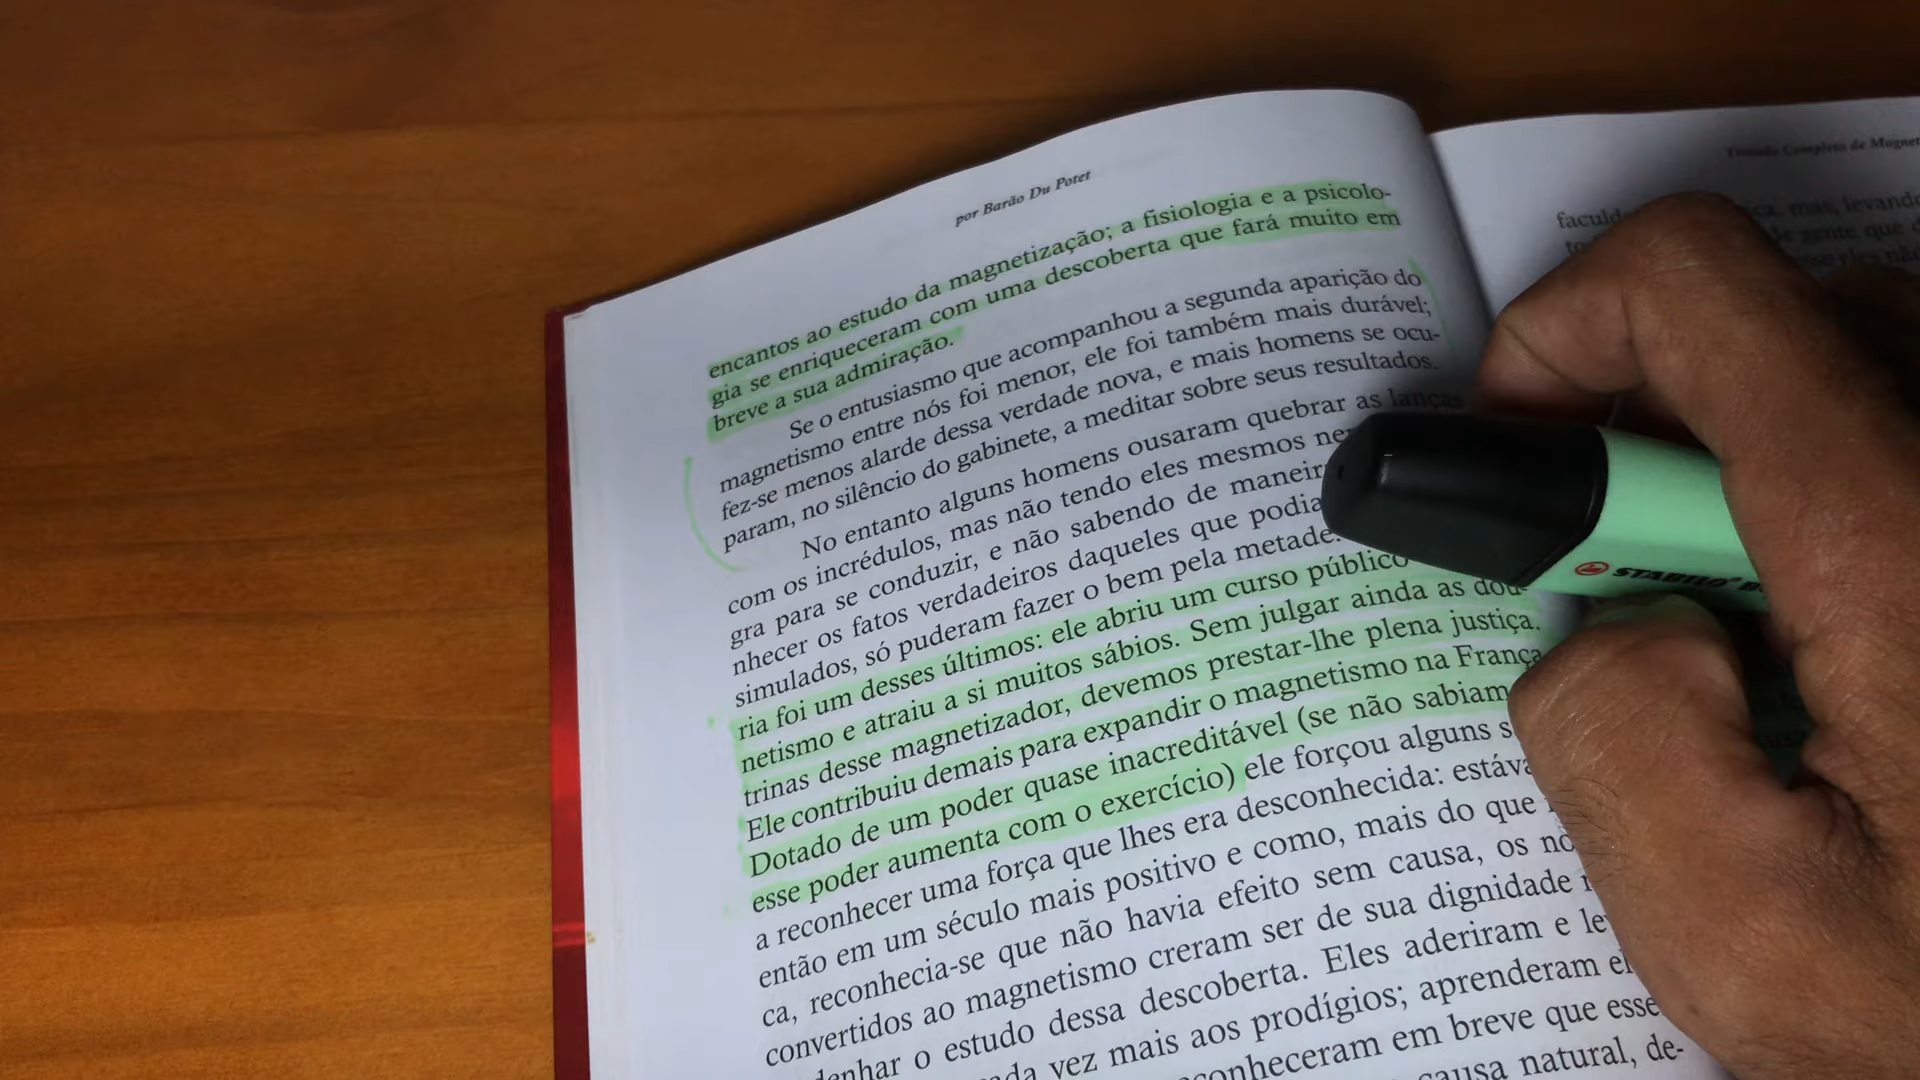 por Barão Du Potet
encantos ao estudo da magnetização; a fisiologia e a psicolo-
gia se enriqueceram com uma descoberta que fará muito em
breve a sua admiração.
Se o entusiasmo que acompanhou a segunda aparição do
magnetismo entre nós foi menor, ele foi também mais durável;
fez-se menos alarde dessa verdade nova, e mais homens se ocu-
param, no silêncio do gabinete, a meditar sobre seus resultados.
No entanto alguns homens ousaram quebrar as lanças
com os incrédulos, mas não tendo eles mesmos
gra para se conduzir, e não sabendo de
nhecer os fatos verdadeiros daqueles que
simulados, só puderam fazer o bem pela metade.
ria foi um desses últimos: ele abriu um curso público
netismo e atraiu a si muitos sábios. Sem julgar ainda as dou-
trinas desse magnetizador, devemos prestar-lhe plena justiça.
Ele contribuiu demais para expandir o magnetismo na França.
Dotado de um poder quase inacreditável (se não sabiam
esse poder aumenta com o exercício) ele forçou alguns
a reconhecer uma força que lhes era desconhecida:
então em um século mais positivo e como, mais do que
ca, reconhecia-se que não havia efeito sem causa, os
convertidos ao magnetismo creram ser de sua dignidade
o estudo dessa descoberta. Eles aderiram e
vez mais aos prodígios; aprenderam
em breve que esse
causa natural, de-
Tratado Completo de
mas, levando
gente que
STABILO